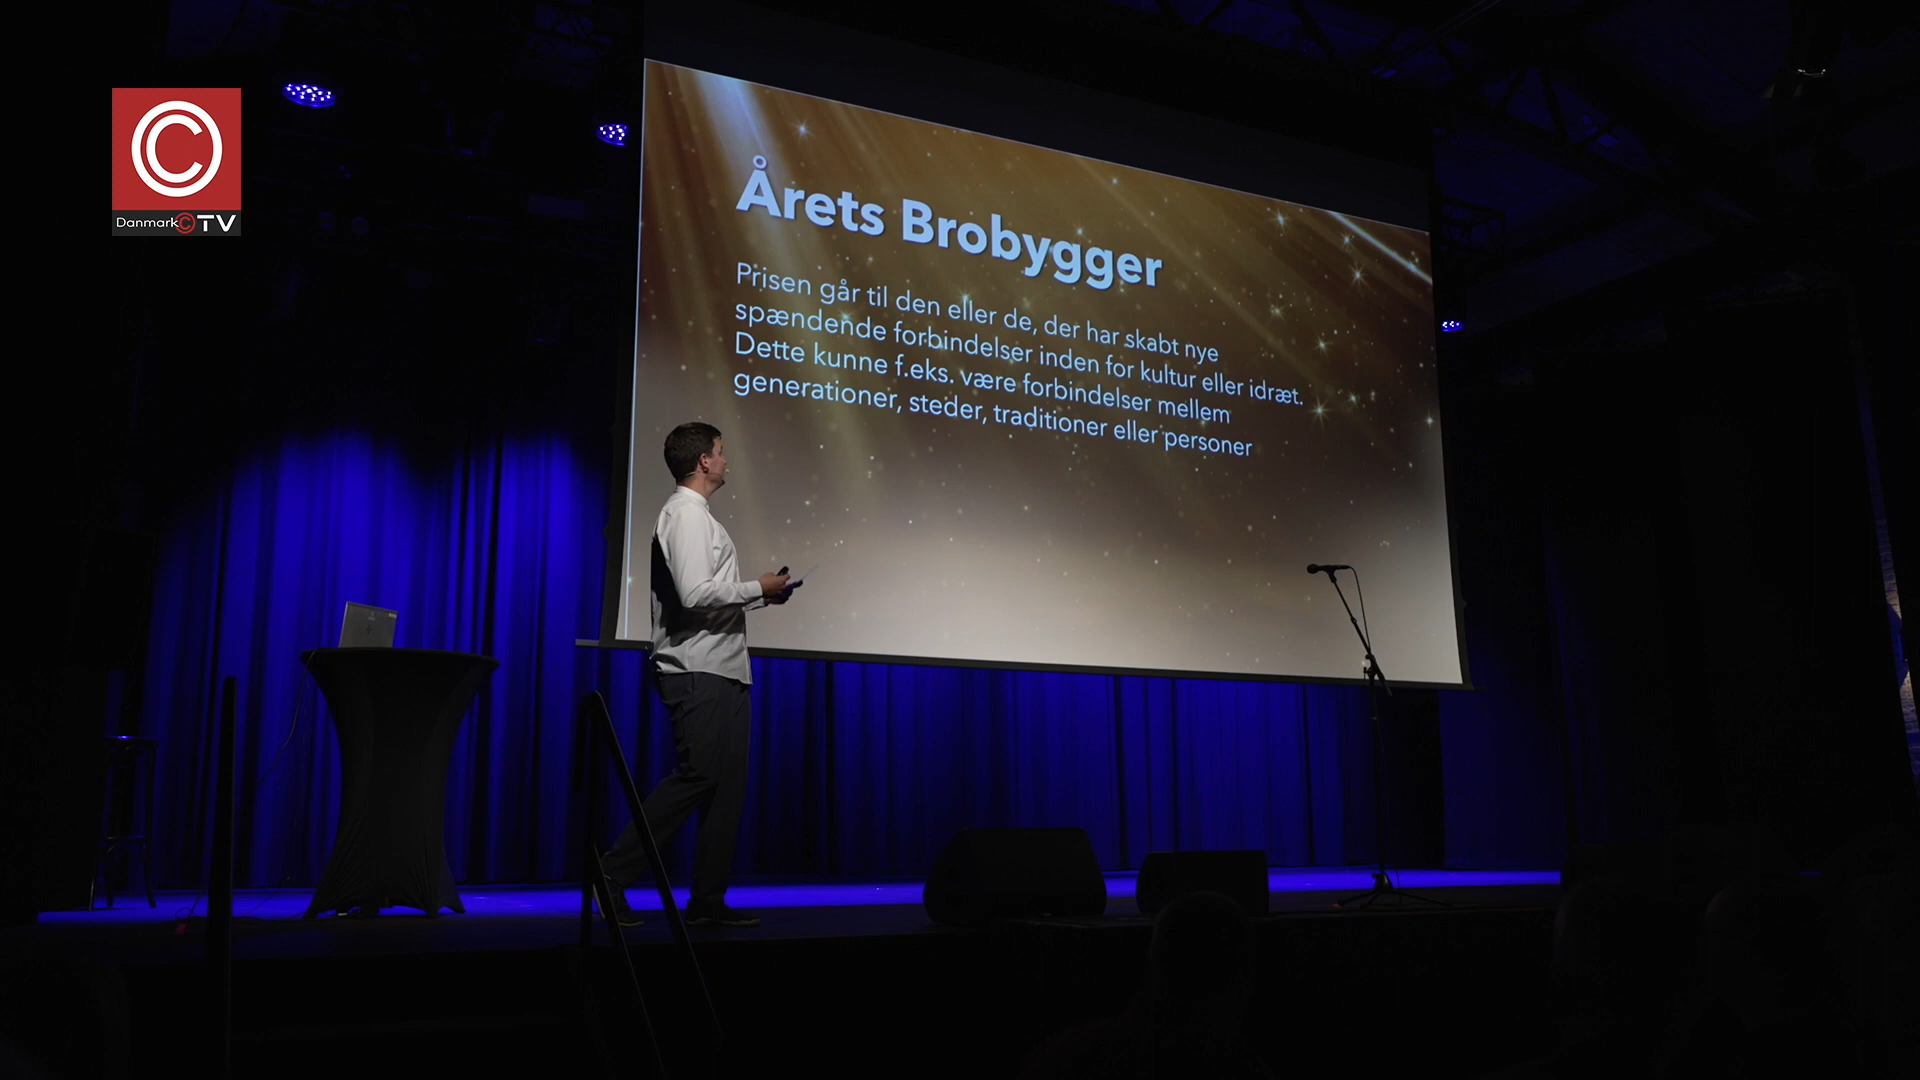 ©
Danmark © TV
Årets Brobygger
Prisen går til den eller de, der har skabt nye
spændende forbindelser inden for kultur eller idræt.
Dette kunne f.eks. være forbindelser mellem
generationer, steder, traditioner eller personer